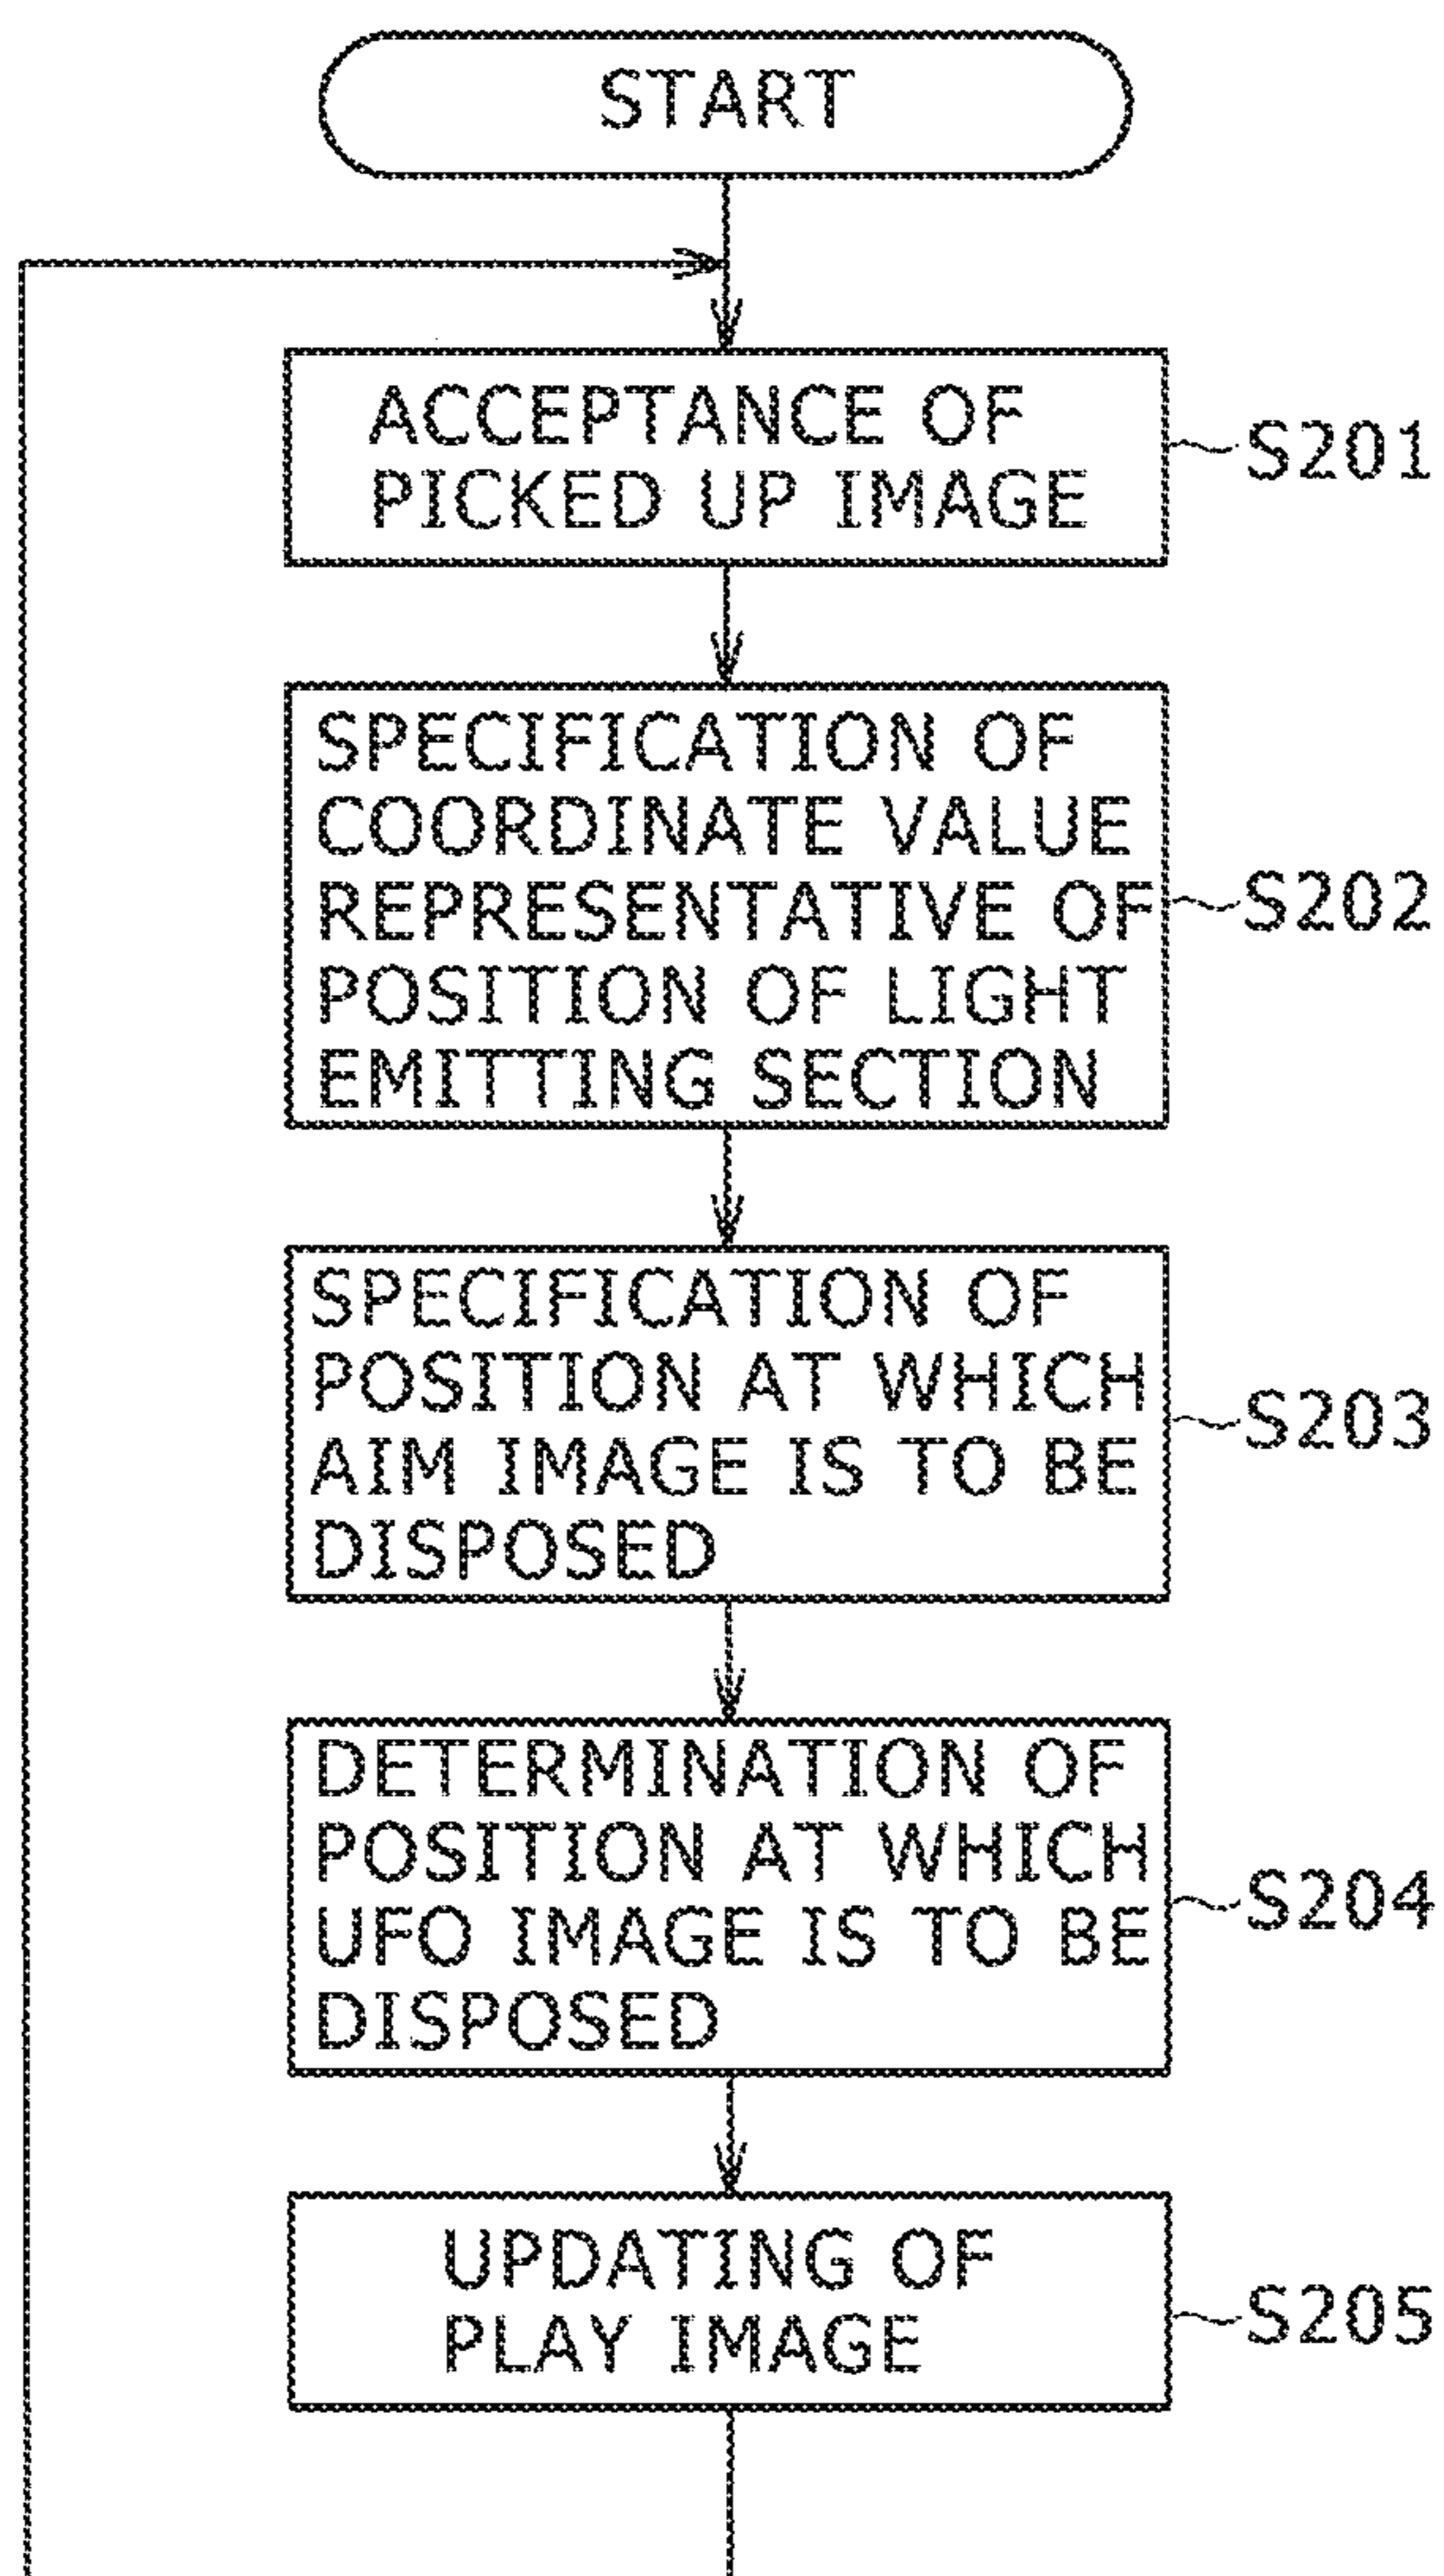 START
ACCEPTANCE OF
PICKED UP IMAGE
S201
SPECIFICATION OF
COORDINATE VALUE
REPRESENTATIVE OF
POSITION OF LIGHT
EMITTING SECTION
S202
SPECIFICATION OF
POSITION AT WHICH
AIM IMAGE IS TO BE
DISPOSED
S203
DETERMINATION OF
POSITION AT WHICH
UFO IMAGE IS TO BE
DISPOSED
S204
UPDATING OF
PLAY IMAGE
S205